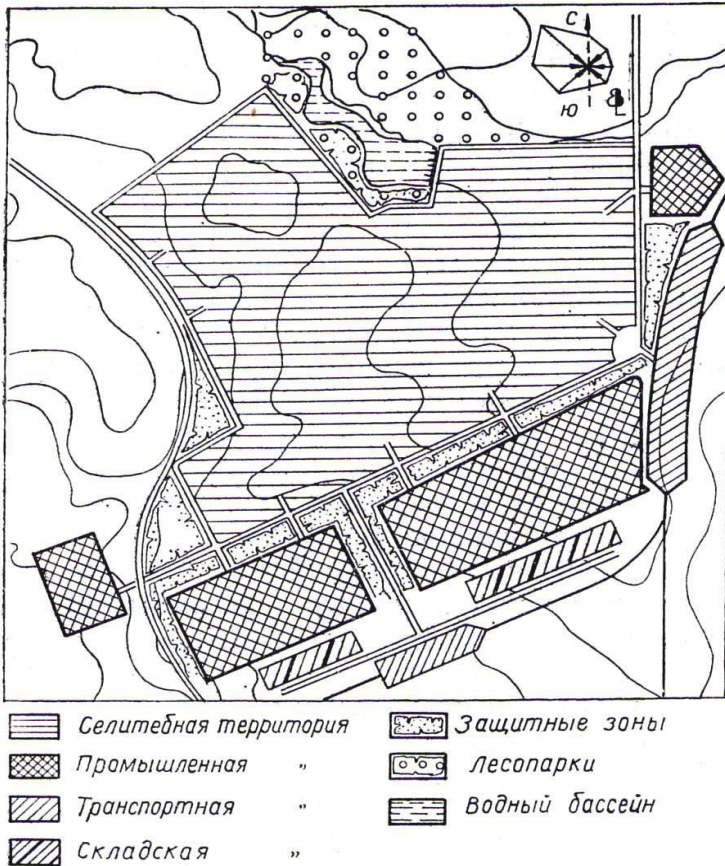 С
Ю
Селитебная территория
Промышленная "
Транспортная "
Складская "
Защитные зоны
Лесопарки
Водный бассейн